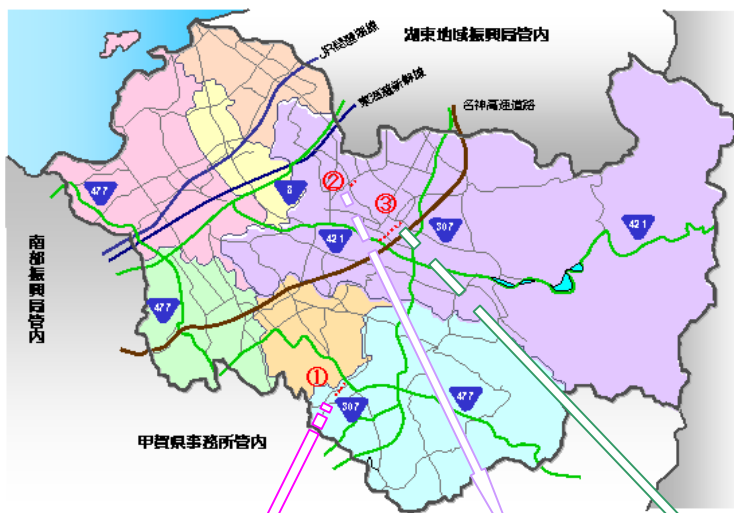 湖東地域振興局管内
JR琵琶湖線
東海道新幹線
名神高速道路
477
8
②
③
421
307
421
南部振興局管内
477
①
307
477
甲賀県事務所管内